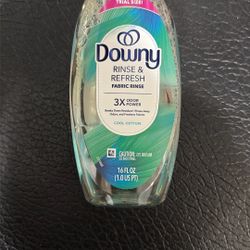 TRIAL SIZE!
Downy
RINSE &
REFRESH
FABRIC RINSE
3X ODOR
POWER
COOL COTTON
CAUTION:
16 FL OZ
(1.0 US PT)